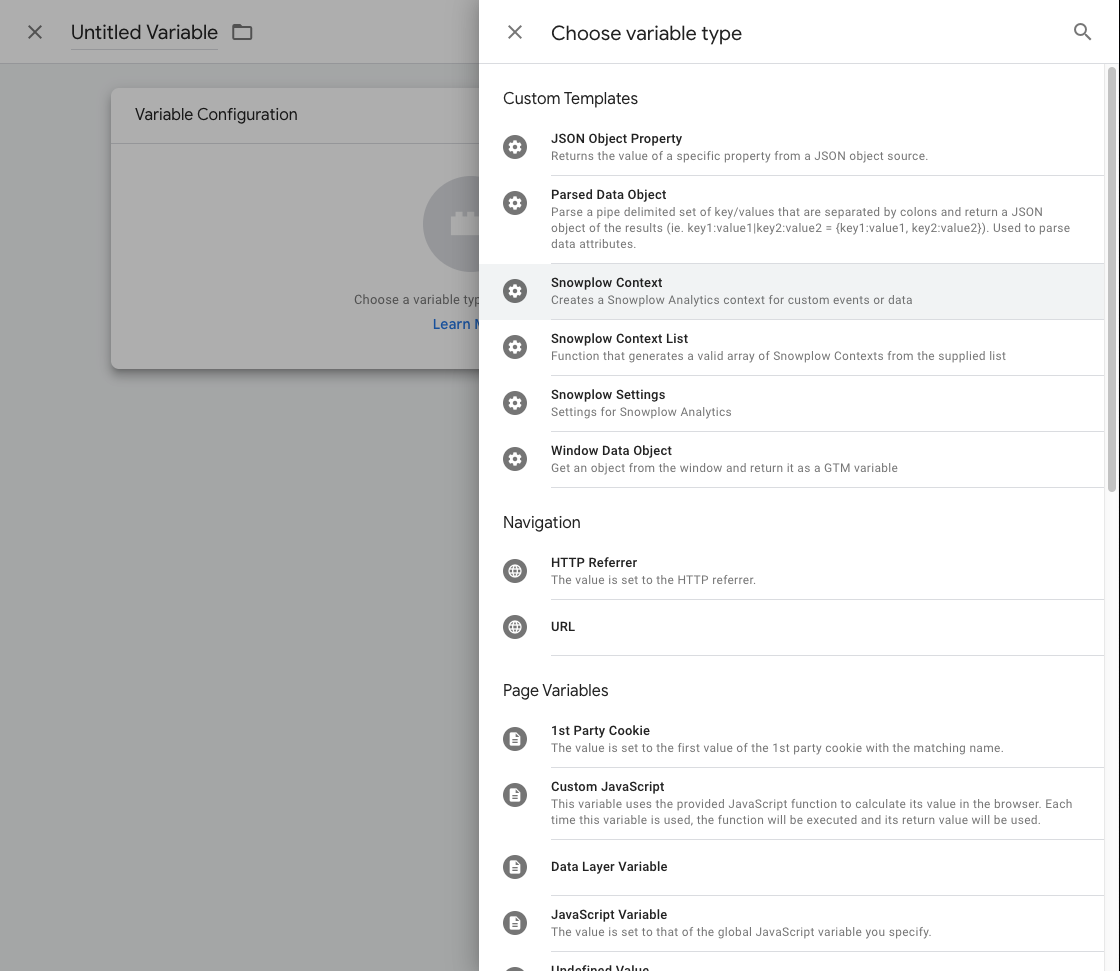 Untitled Variable
Variable Configuration
Choose a variable typ
Learn M
Choose variable type
Custom Templates
JSON Object Property
Returns the value of a specific property from a JSON object source.
Parsed Data Object
Parse a pipe delimited set of key/values that are separated by colons and return a JSON
object of the results (ie. key1:value1|key2:value2 = {key1:value1, key2:value2}). Used to parse
data attributes.
Snowplow Context
Creates a Snowplow Analytics context for custom events or data
Snowplow Context List
Function that generates a valid array of Snowplow Contexts from the supplied list
Snowplow Settings
Settings for Snowplow Analytics
Window Data Object
Get an object from the window and return it as a GTM variable
Navigation
HTTP Referrer
The value is set to the HTTP referrer.
URL
Page Variables
1st Party Cookie
The value is set to the first value of the 1st party cookie with the matching name.
Custom JavaScript
This variable uses the provided JavaScript function to calculate its value in the browser. Each
time this variable is used, the function will be executed and its return value will be used.
Data Layer Variable
JavaScript Variable
The value is set to that of the global JavaScript variable you specify.
Undefined Value